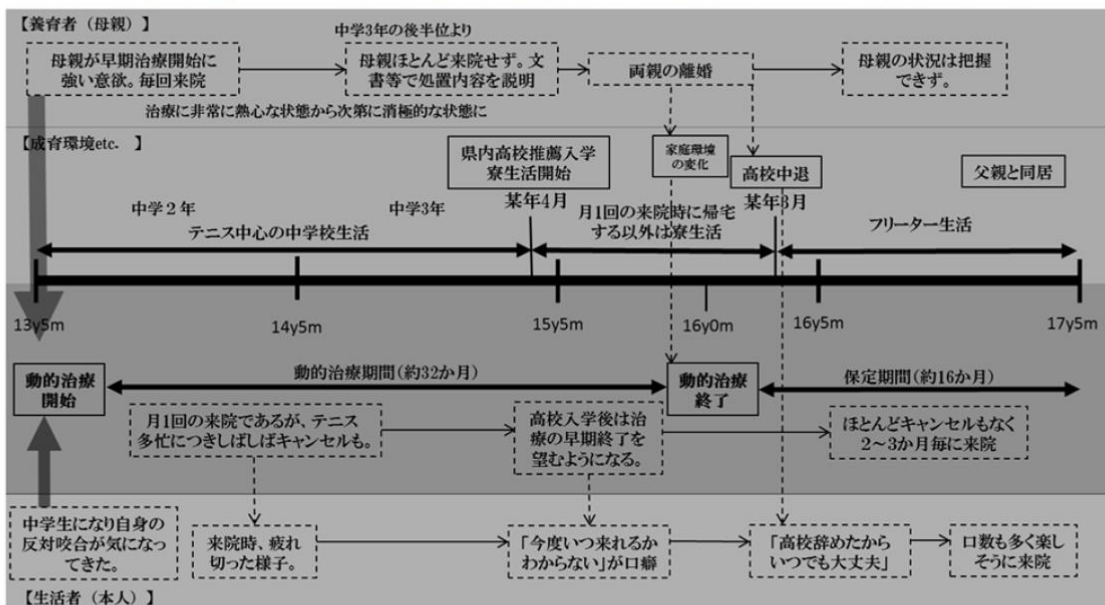 【養育者（母親）】
中学3年の後半位より
母親が早期治療開始に
強い意欲。毎回来院
母親ほとんど来院せず。文
書等で処置内容を説明
両親の離婚
母親の状況は把握
できず。
治療に非常に熱心な状態から次第に消極的な状態に
【成育環境etc. 】
県内高校推薦入学
寮生活開始
家庭環境
の変化
高校中退
父親と同居
中学２年
中学3年
某年4月
某年3月
テニス中心の中学校生活
月1回の来院時に帰宅
する以外は寮生活
フリーター生活
13y5m
14y5m
15y5m
16y0m
16y5m
17y5m
動的治療
開始
動的治療期間（約32か月）
動的治療
終了
保定期間（約16か月）
月1回の来院であるが、テニス
多忙につきしばしばキャンセルも。
高校入学後は治
療の早期終了を
望むようになる。
ほとんどキャンセルもなく
２～３か月毎に来院
中学生になり自身の
反対咬合が気になっ
てきた。
来院時、疲れ
切った様子。
「今度いつ来れるか
わからない」が口癖
「高校辞めたから
いつでも大丈夫」
口数も多く楽し
そうに来院
【生活者（本人）】